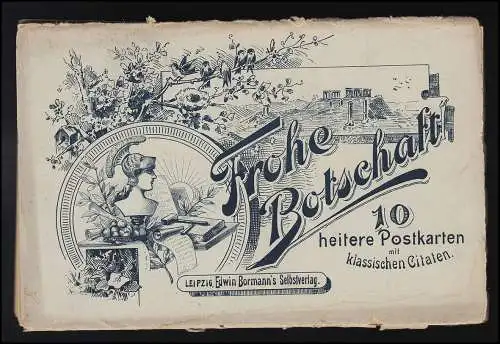 Frohe
Botschaft!
10
heitere Postkarten
mit
klassischen Citaten.
LEIPZIG, Edwin Bormann's Selbstverlag.